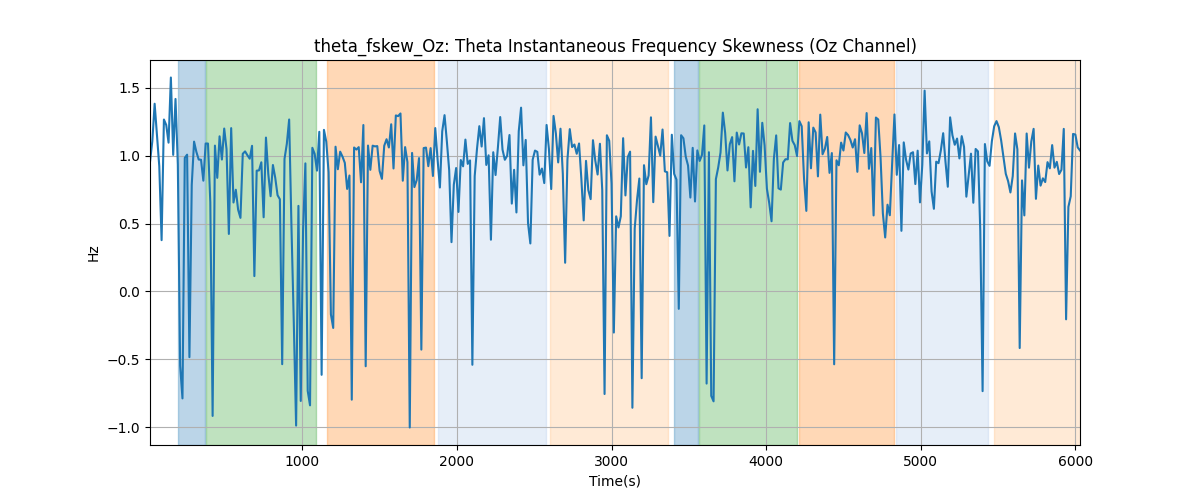 theta_fskew_Oz: Theta Instantaneous Frequency Skewness (Oz Channel)
1.5
1.0
0.5
0.0
−0.5
−1.0
Hz
1000 2000 3000 4000 5000 6000
Time(s)